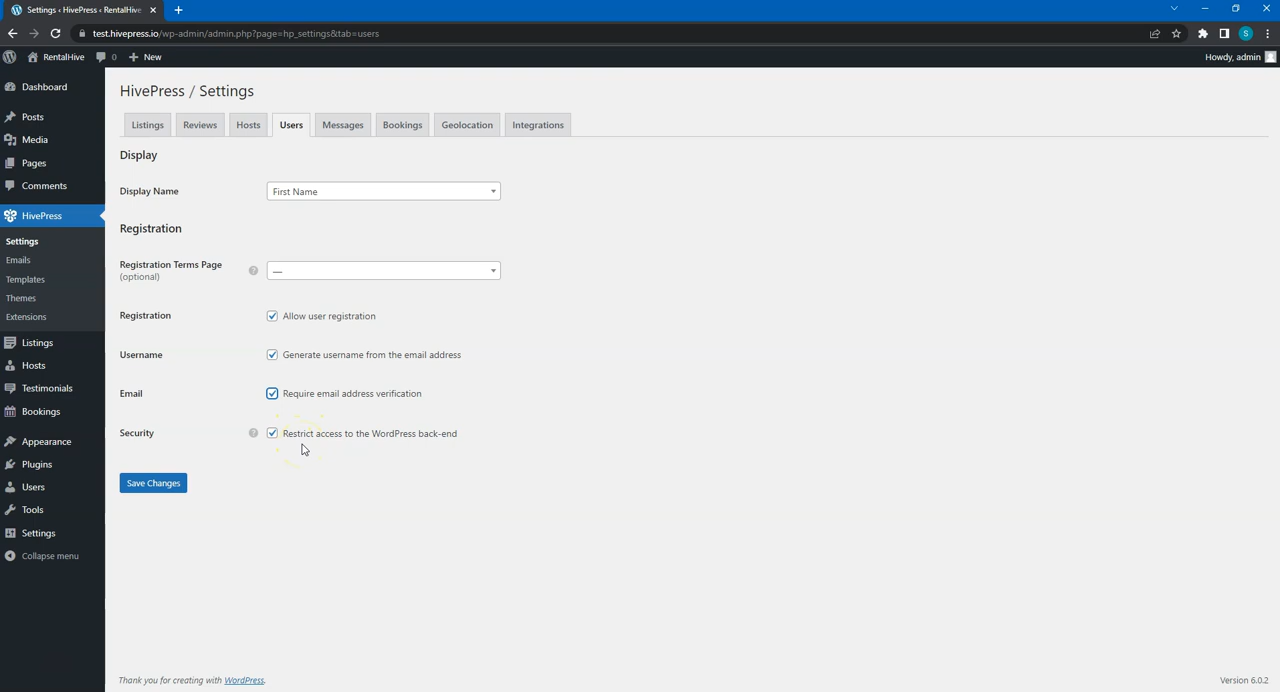 Settings ‹ HivePress ‹ RentalHive
test.hivepress.io/wp-admin/admin.php?page=hp_settings&tab=users
S
RentalHive 0 New Howdy, admin
Dashboard
Posts
Media
Pages
Comments
HivePress
Settings
Emails
Templates
Themes
Extensions
Listings
Hosts
Testimonials
Bookings
Appearance
Plugins
Users
Tools
Settings
Collapse menu
HivePress / Settings
Listings Reviews Hosts Users Messages Bookings Geolocation Integrations
Display
Display Name First Name
Registration
Registration Terms Page ? —
(optional)
Registration Allow user registration
Username Generate username from the email address
Email Require email address verification
Security ? Restrict access to the WordPress back-end
Save Changes
Thank you for creating with WordPress. Version 6.0.2